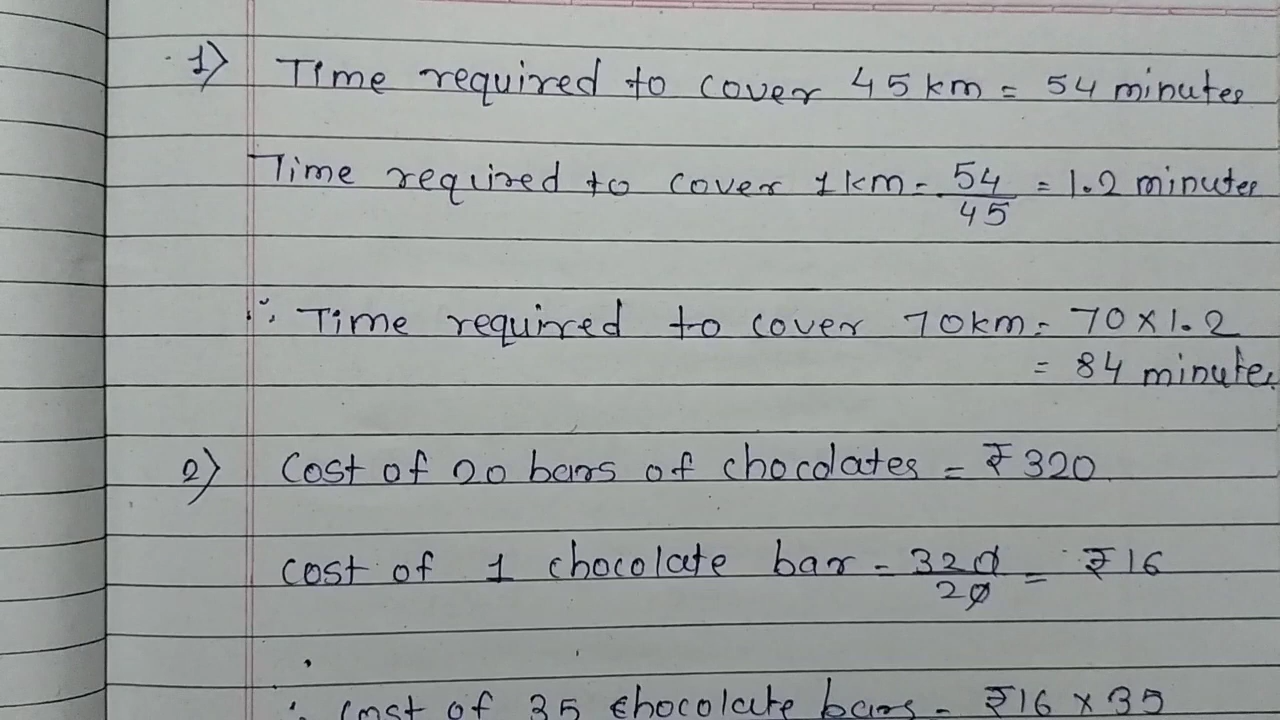 1) Time required to cover 45 km = 54 minutes
Time required to cover 1 km = 54/45 = 1.2 minutes
∴ Time required to cover 70 km = 70 × 1.2
= 84 minutes
2) Cost of 20 bars of chocolates = ₹ 320
cost of 1 chocolate bar = 320/20 = ₹ 16
∴ cost of 35 chocolate bars = ₹16 × 35